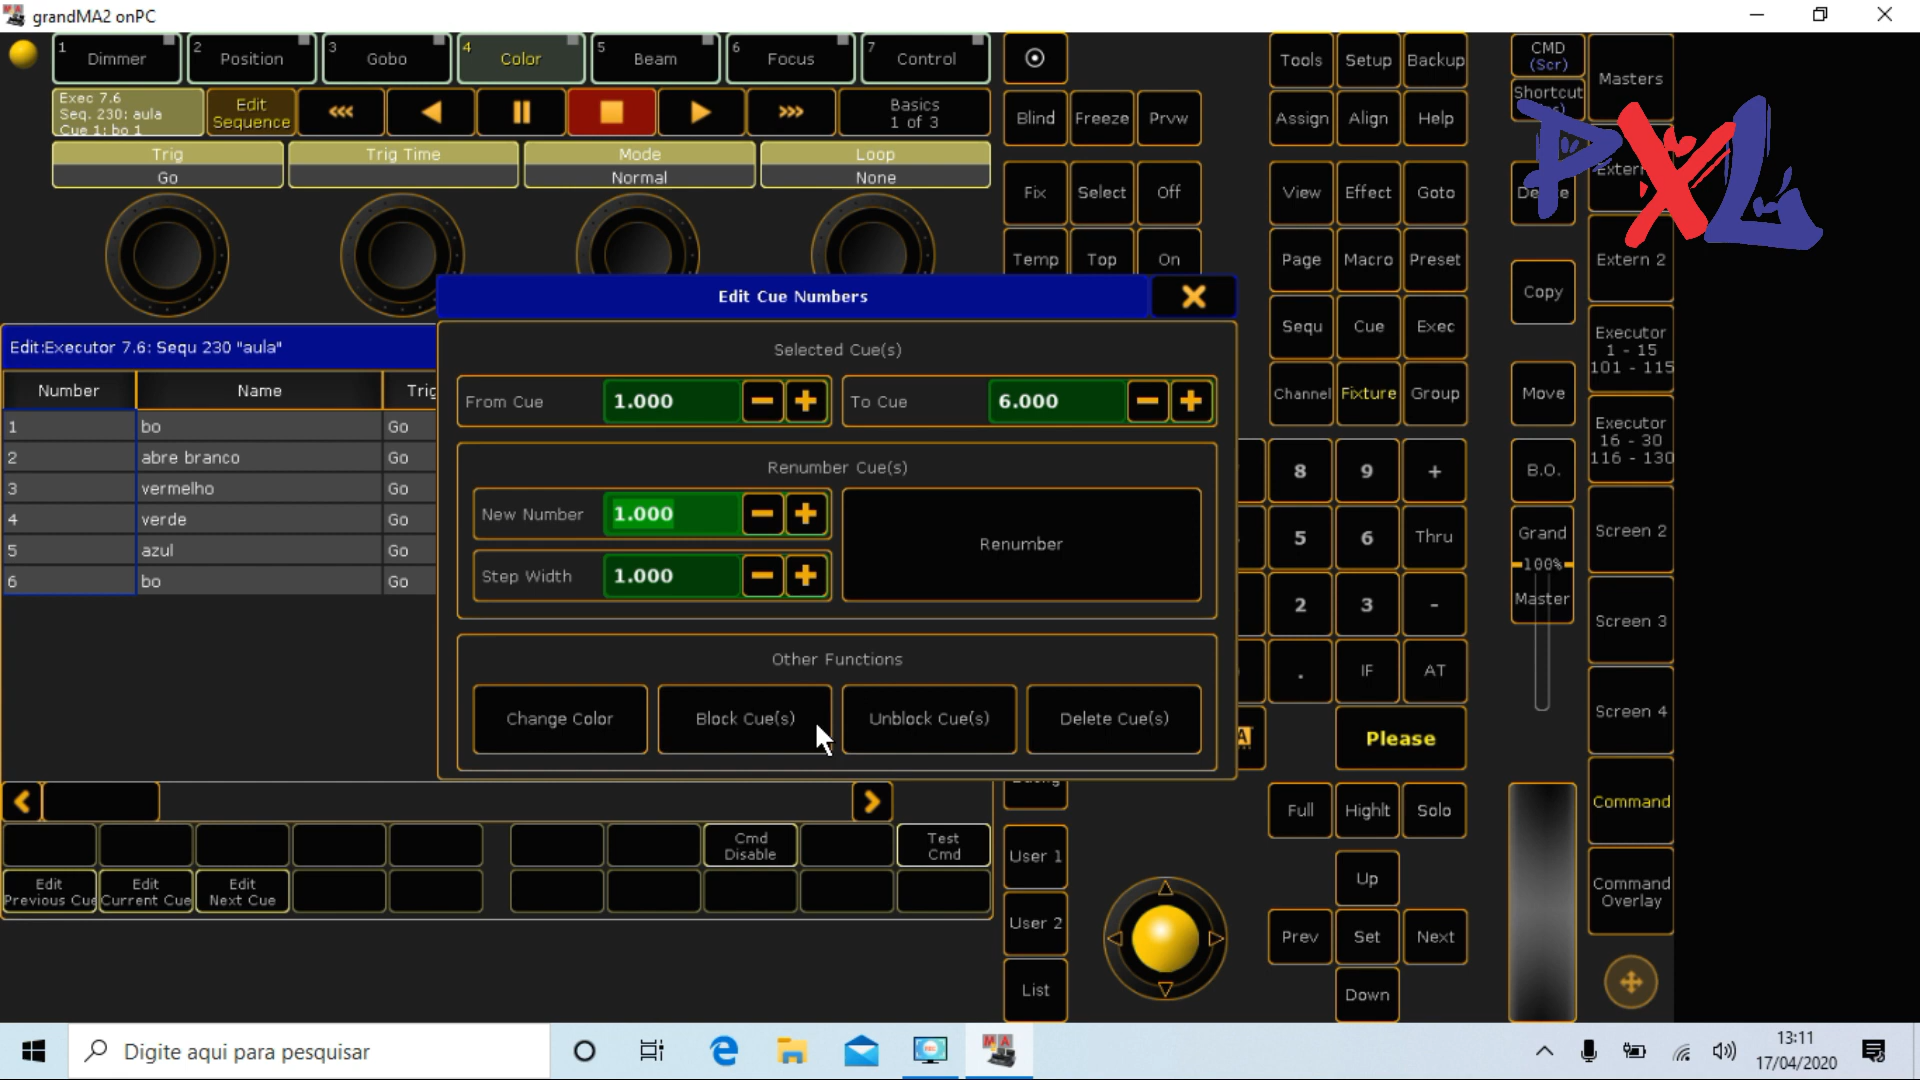 grandMA2 onPC
1 Dimmer
2 Position
3 Gobo
4 Color
5 Beam
6 Focus
7 Control
Exec 7.6
Seq. 230: aula
Cue 1: bo 1
Edit
Sequence
Basics
1 of 3
Trig
Go
Trig Time
Mode
Normal
Loop
None
Blind
Freeze
Prvw
Fix
Select
Off
Temp
Top
On
Tools
Setup
Backup
Assign
Align
Help
View
Effect
Goto
Page
Macro
Preset
Sequ
Cue
Exec
Channel
Fixture
Group
CMD
(Scr)
Shortcut
Masters
PXL
Extern 2
Copy
Move
B.O.
Grand
100%
Master
Executor
1 - 15
101 - 115
Executor
16 - 30
116 - 130
Screen 2
Screen 3
Screen 4
Command
Command
Overlay
Edit:Executor 7.6: Sequ 230 "aula"
Number
Name
Trig
1
bo
Go
2
abre branco
Go
3
vermelho
Go
4
verde
Go
5
azul
Go
6
bo
Go
Edit Cue Numbers
Selected Cue(s)
From Cue
1.000
To Cue
6.000
Renumber Cue(s)
New Number
1.000
Step Width
1.000
Renumber
Other Functions
Change Color
Block Cue(s)
Unblock Cue(s)
Delete Cue(s)
8
9
+
5
6
Thru
2
3
-
.
IF
AT
Please
Full
Highlt
Solo
Up
Prev
Set
Next
Down
User 1
User 2
List
Cmd
Disable
Test
Cmd
Edit
Previous Cue
Edit
Current Cue
Edit
Next Cue
Digite aqui para pesquisar
13:11
17/04/2020